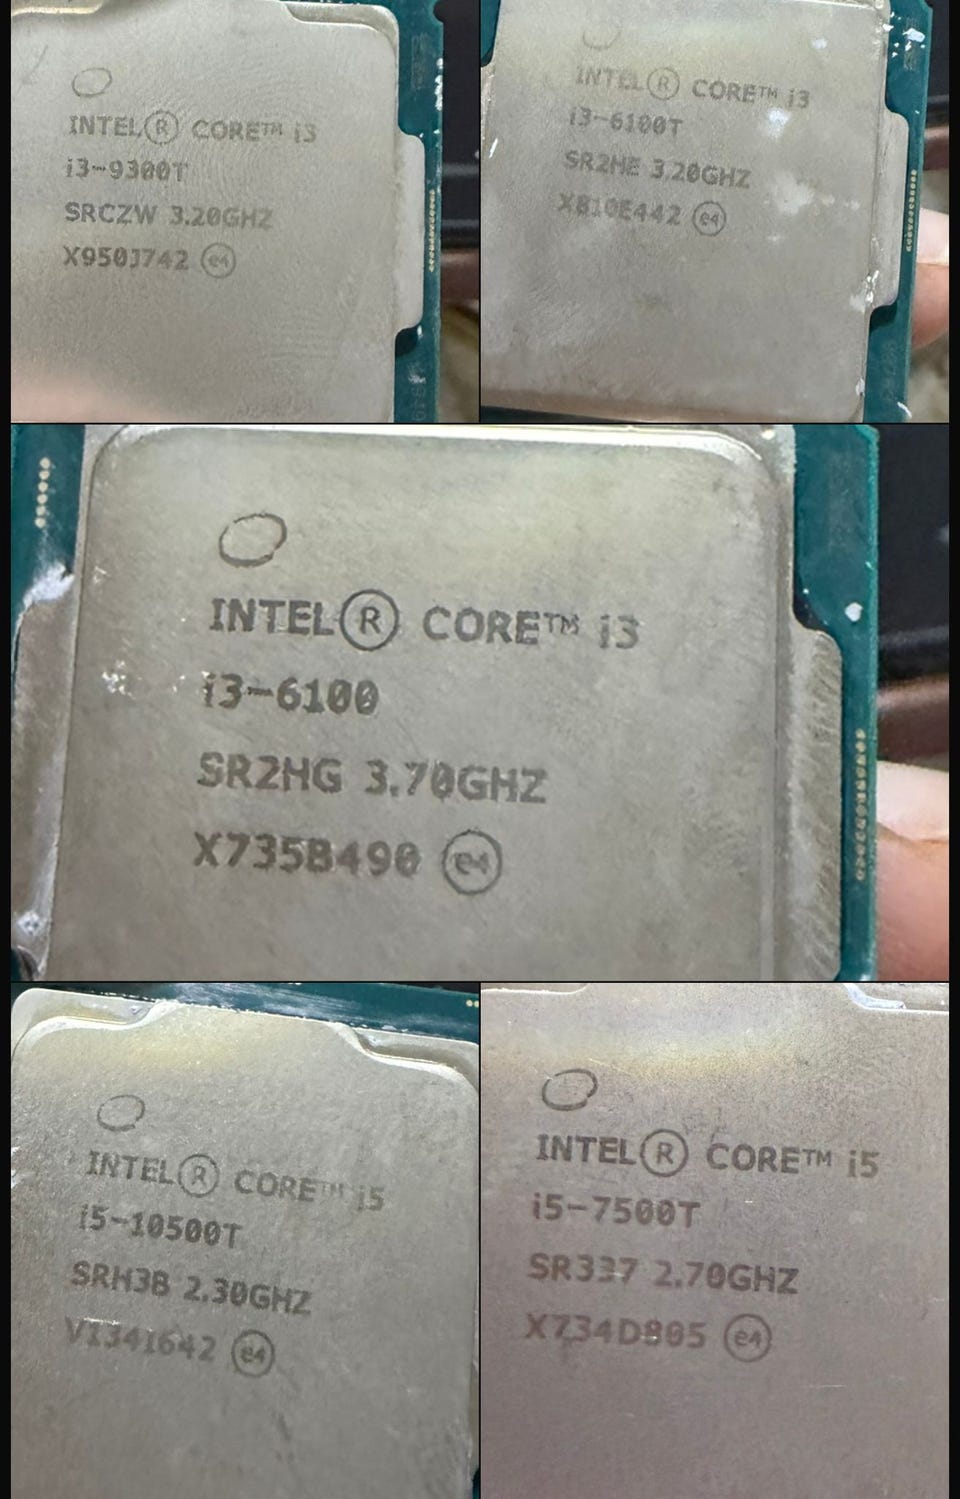 INTEL® CORE™ i3
i3-9300T
SRCZW 3.20GHZ
X950J742 e4
INTEL® CORE™ i3
i3-6100T
SR2HE 3.20GHZ
X810E442 e4
INTEL® CORE™ i3
i3-6100
SR2HG 3.70GHZ
X735B490 e4
INTEL® CORE™ i5
i5-10500T
SRH3B 2.30GHZ
V134I642 e4
INTEL® CORE™ i5
i5-7500T
SR337 2.70GHZ
X734D805 e4